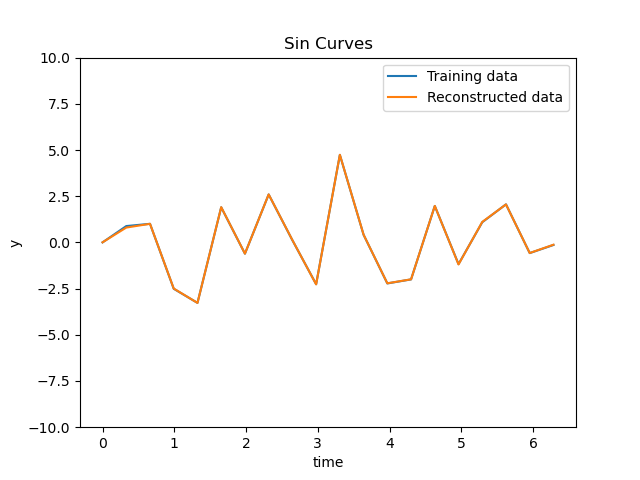 Sin Curves
Training data
Reconstructed data
10.0
7.5
5.0
2.5
0.0
−2.5
−5.0
−7.5
−10.0
y
0 1 2 3 4 5 6
time